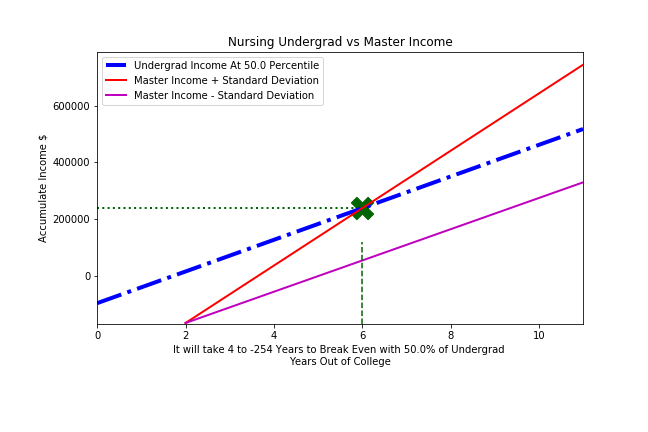 Nursing Undergrad vs Master Income
Undergrad Income At 50.0 Percentile
Master Income + Standard Deviation
Master Income - Standard Deviation
Accumulate Income $
600000
400000
200000
0
0 2 4 6 8 10
It will take 4 to -254 Years to Break Even with 50.0% of Undergrad
Years Out of College